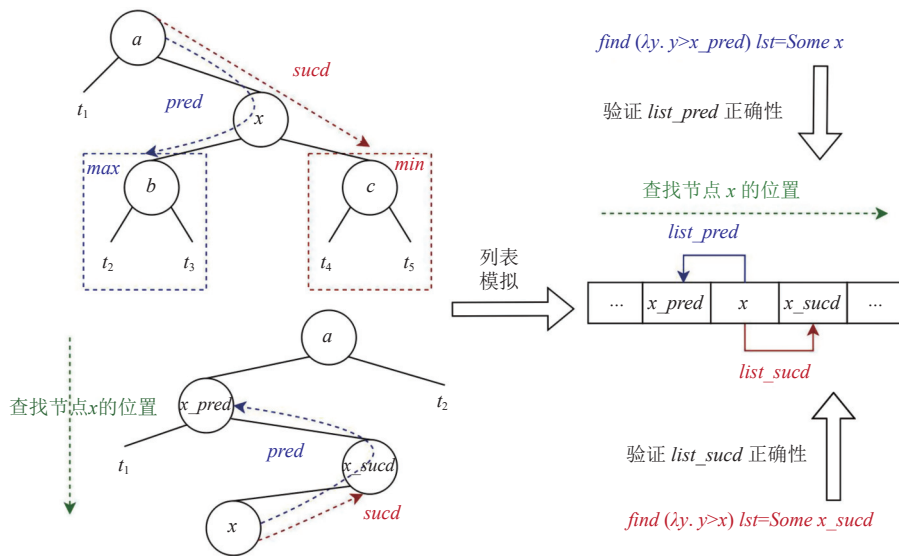 a
sucd
t₁
pred
x
max
min
b
c
t₂
t₃
t₄
t₅
a
查找节点x的位置
x_pred
t₂
t₁
pred
x_sucd
x
sucd
列表
模拟
find (λy. y>x_pred) lst=Some x
验证 list_pred 正确性
查找节点 x 的位置
list_pred
... x_pred x x_sucd ...
list_sucd
验证 list_sucd 正确性
find (λy. y>x) lst=Some x_sucd